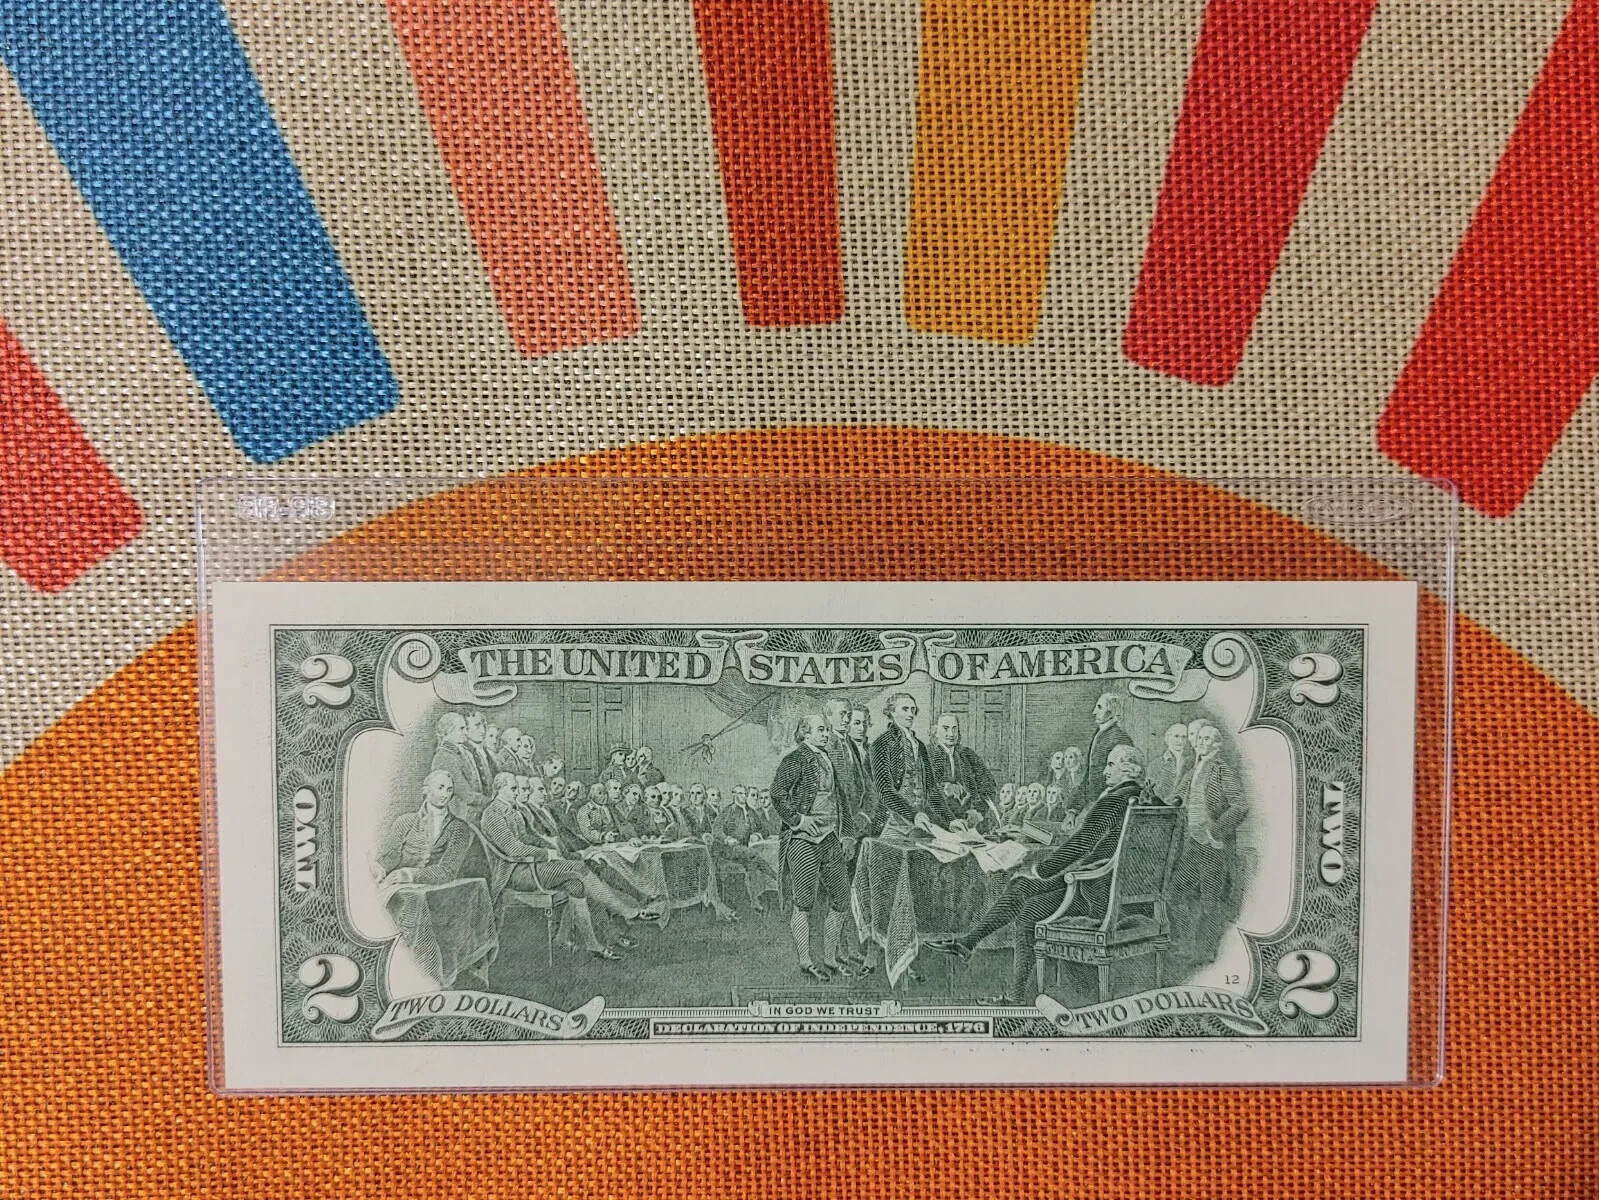 2 THE UNITED STATES OF AMERICA 2
TWO
TWO
2 TWO DOLLARS
IN GOD WE TRUST
DECLARATION OF INDEPENDENCE, 1776
12
TWO DOLLARS 2